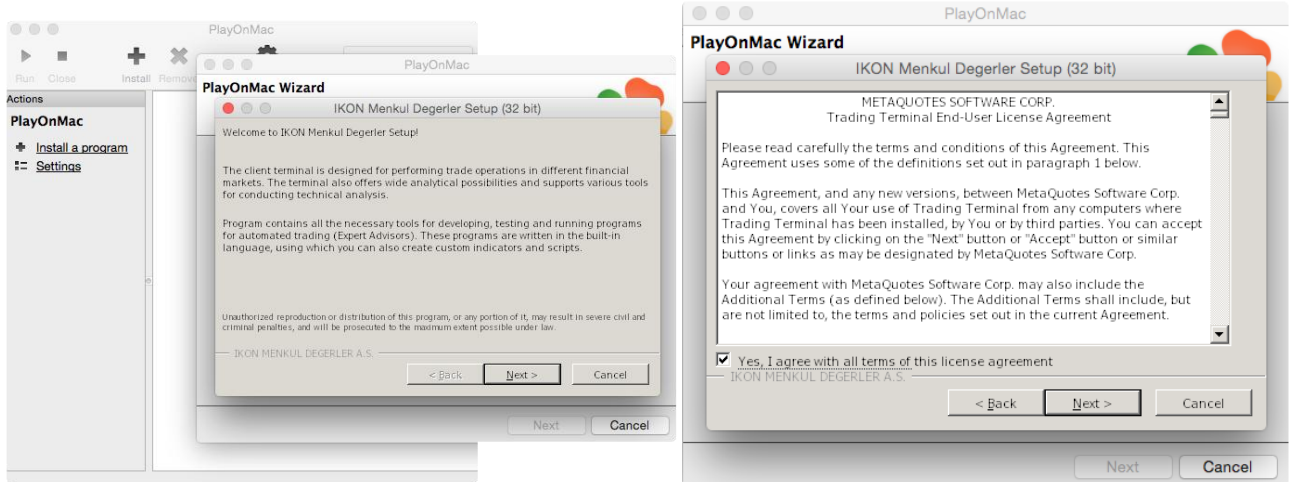 PlayOnMac
Run
Close
Install
Remove
Actions
PlayOnMac
Install a program
Settings
PlayOnMac
PlayOnMac Wizard
IKON Menkul Degerler Setup (32 bit)
Welcome to IKON Menkul Degerler Setup!
The client terminal is designed for performing trade operations in different financial
markets. The terminal also offers wide analytical possibilities and supports various tools
for conducting technical analysis.
Program contains all the necessary tools for developing, testing and running programs
for automated trading (Expert Advisors). These programs are written in the built-in
language, using which you can also create custom indicators and scripts.
Unauthorized reproduction or distribution of this program, or any portion of it, may result in severe civil and
criminal penalties, and will be prosecuted to the maximum extent possible under law.
IKON MENKUL DEGERLER A.S.
< Back
Next >
Cancel
Next
Cancel
PlayOnMac
PlayOnMac Wizard
IKON Menkul Degerler Setup (32 bit)
METAQUOTES SOFTWARE CORP.
Trading Terminal End-User License Agreement
Please read carefully the terms and conditions of this Agreement. This
Agreement uses some of the definitions set out in paragraph 1 below.
This Agreement, and any new versions, between MetaQuotes Software Corp.
and You, covers all Your use of Trading Terminal from any computers where
Trading Terminal has been installed, by You or by third parties. You can accept
this Agreement by clicking on the "Next" button or "Accept" button or similar
buttons or links as may be designated by MetaQuotes Software Corp.
Your agreement with MetaQuotes Software Corp. may also include the
Additional Terms (as defined below). The Additional Terms shall include, but
are not limited to, the terms and policies set out in the current Agreement.
Yes, I agree with all terms of this license agreement
IKON MENKUL DEGERLER A.S.
< Back
Next >
Cancel
Next
Cancel